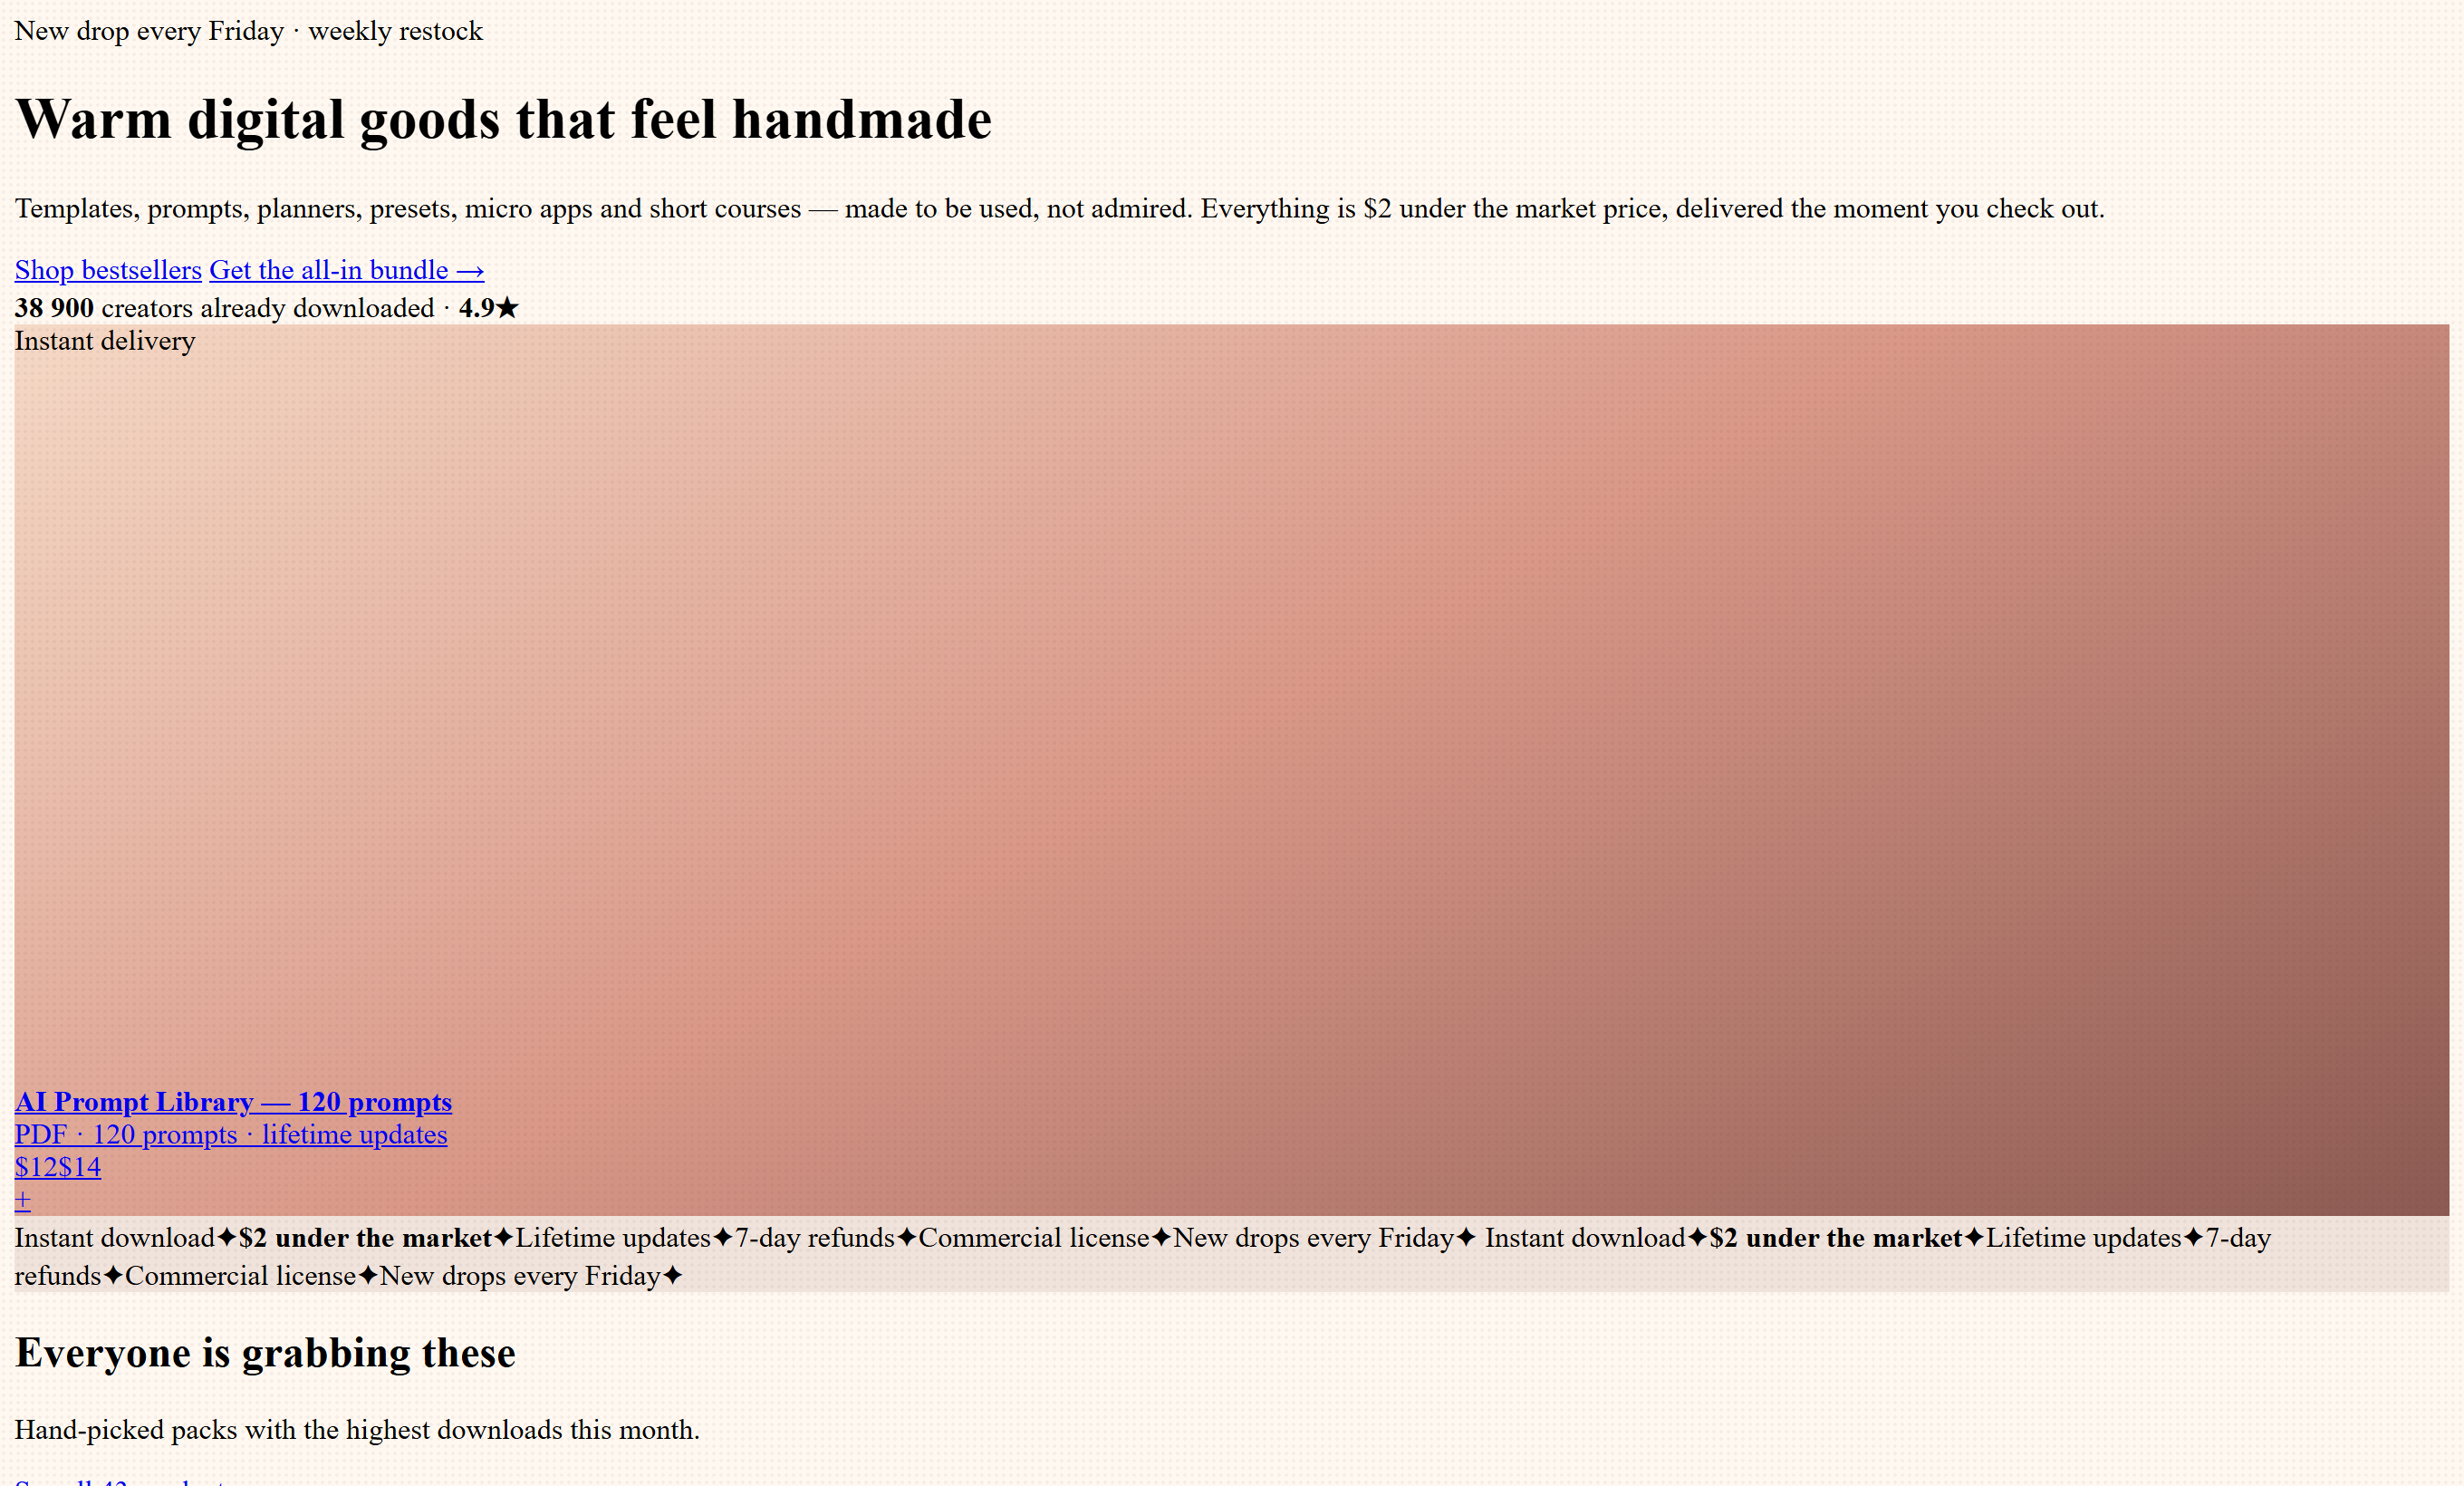 New drop every Friday · weekly restock
Warm digital goods that feel handmade
Templates, prompts, planners, presets, micro apps and short courses — made to be used, not admired. Everything is $2 under the market price, delivered the moment you check out.
Shop bestsellers Get the all-in bundle →
38 900 creators already downloaded · 4.9★
Instant delivery
AI Prompt Library — 120 prompts
PDF · 120 prompts · lifetime updates
$12$14
+
Instant download✦$2 under the market✦Lifetime updates✦7-day refunds✦Commercial license✦New drops every Friday✦ Instant download✦$2 under the market✦Lifetime updates✦7-day
refunds✦Commercial license✦New drops every Friday✦
Everyone is grabbing these
Hand-picked packs with the highest downloads this month.